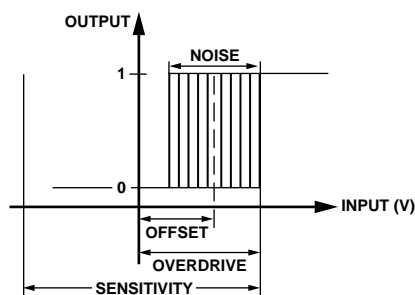 OUTPUT
NOISE
1
0
INPUT (V)
OFFSET
OVERDRIVE
SENSITIVITY